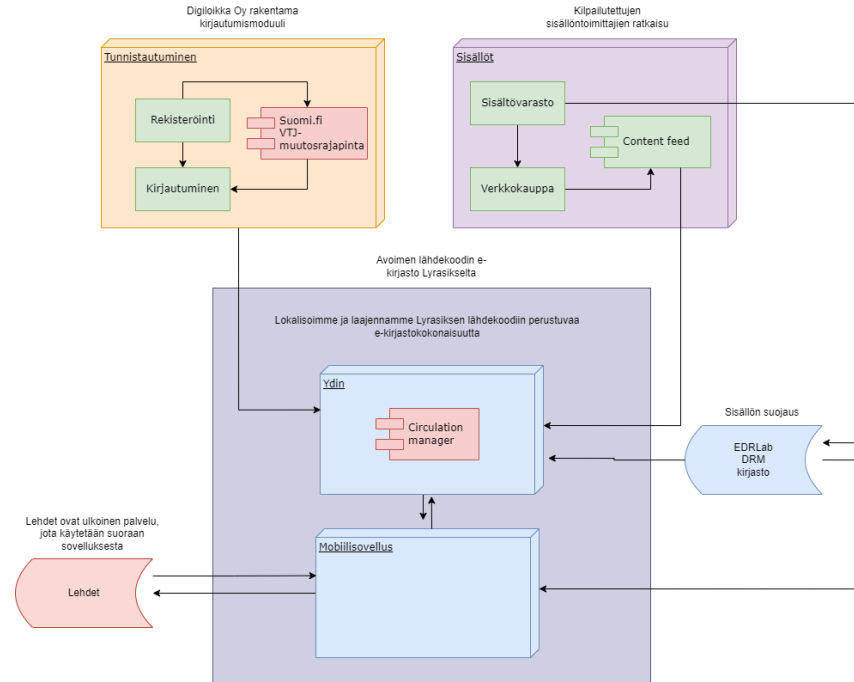 Digiloikka Oy rakentama
kirjautumismoduuli
Tunnistautuminen
Rekisteröinti
Suomi.fi
VTJ-
muutosrajapinta
Kirjautuminen
Kilpailutettujen
sisällöntoimittajien ratkaisu
Sisällöt
Sisältövarasto
Content feed
Verkkokauppa
Avoimen lähdekoodin e-
kirjasto Lyrasikselta
Lokalisoimme ja laajennamme Lyrasiksen lähdekoodiin perustuvaa
e-kirjastokokonaisuutta
Ydin
Circulation
manager
Sisällön suojaus
EDRLab
DRM
kirjasto
Lehdet ovat ulkoinen palvelu,
jota käytetään suoraan
sovelluksesta
Lehdet
Mobiilisovellus